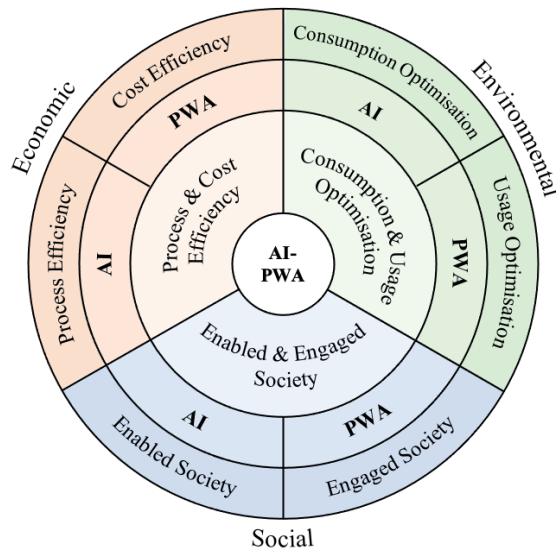 Economic
Environmental
Social
Cost Efficiency
Consumption Optimisation
Process Efficiency
Usage Optimisation
Enabled Society
Engaged Society
PWA
AI
AI
PWA
AI
PWA
Process & Cost
Efficiency
Consumption & Usage
Optimisation
Enabled & Engaged
Society
AI-
PWA